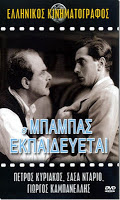 ΕΛΛΗΝΙΚΟΣ
ΚΙΝΗΜΑΤΟΓΡΑΦΟΣ
Ο ΜΠΑΜΠΑΣ
ΕΚΠΑΙΔΕΥΕΤΑΙ
ΠΕΤΡΟΣ ΚΥΡΙΑΚΟΣ, ΣΑΣΑ ΝΤΑΡΙΟ,
ΓΙΩΡΓΟΣ ΚΑΜΠΑΝΕΛΛΗΣ
DVD